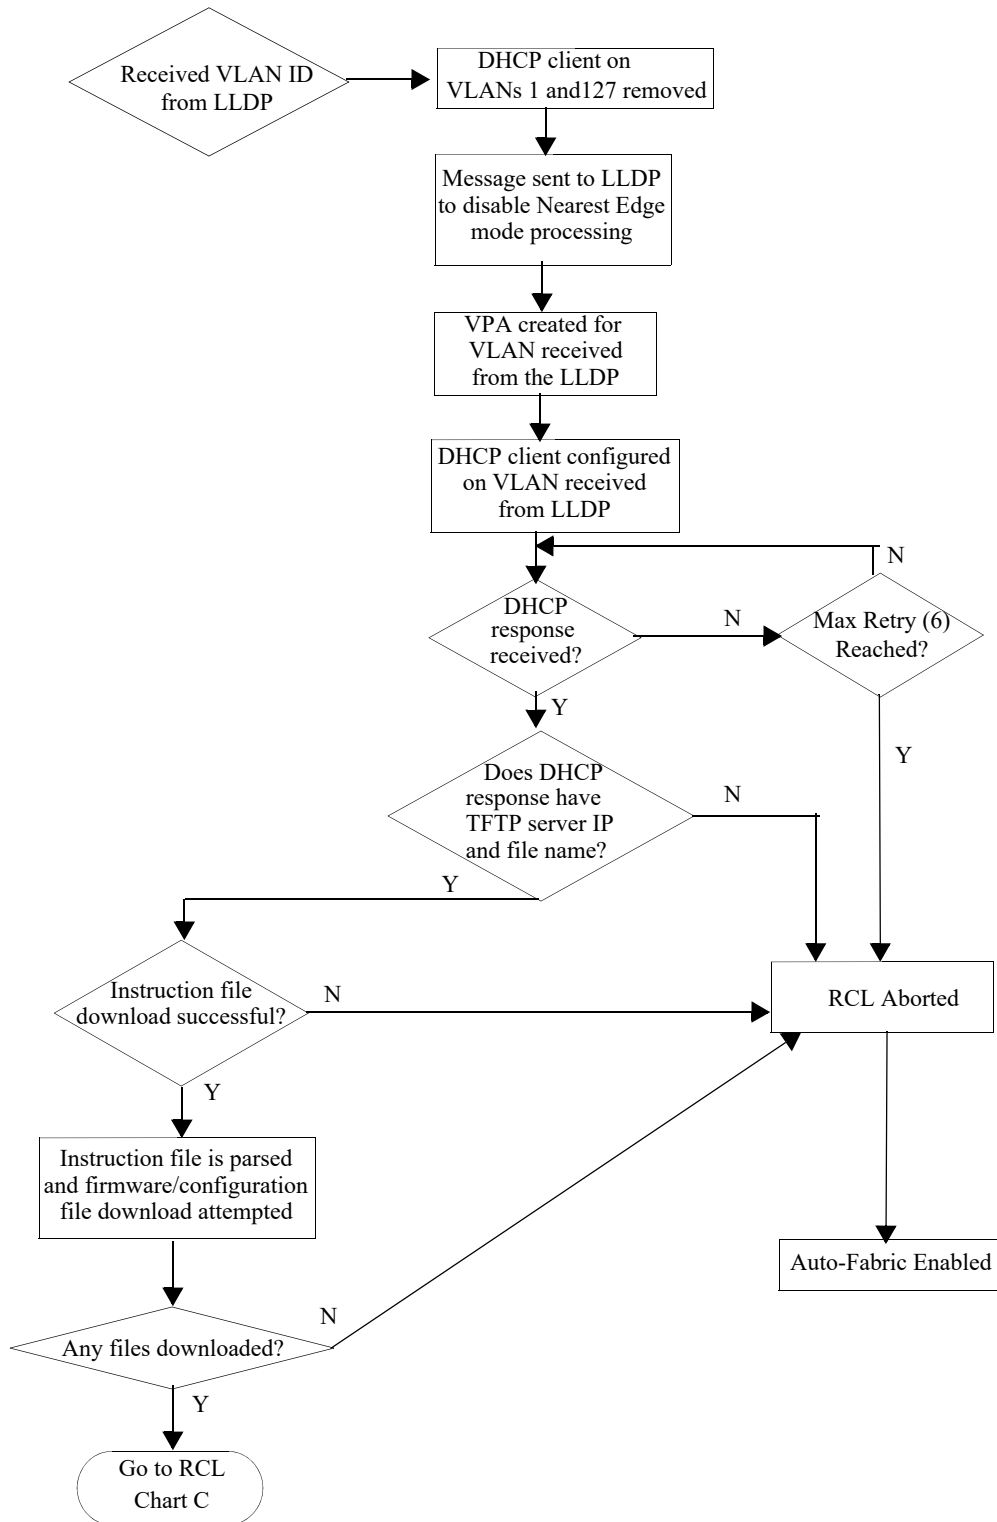 Received VLAN ID
from LLDP
DHCP client on
VLANs 1 and127 removed
Message sent to LLDP
to disable Nearest Edge
mode processing
VPA created for
VLAN received
from the LLDP
DHCP client configured
on VLAN received
from LLDP
N
DHCP
response
received?
N
Max Retry (6)
Reached?
Y
Y
Does DHCP
response have
TFTP server IP
and file name?
N
Y
Instruction file
download successful?
N
RCL Aborted
Y
Instruction file is parsed
and firmware/configuration
file download attempted
Auto-Fabric Enabled
N
Any files downloaded?
Y
Go to RCL
Chart C